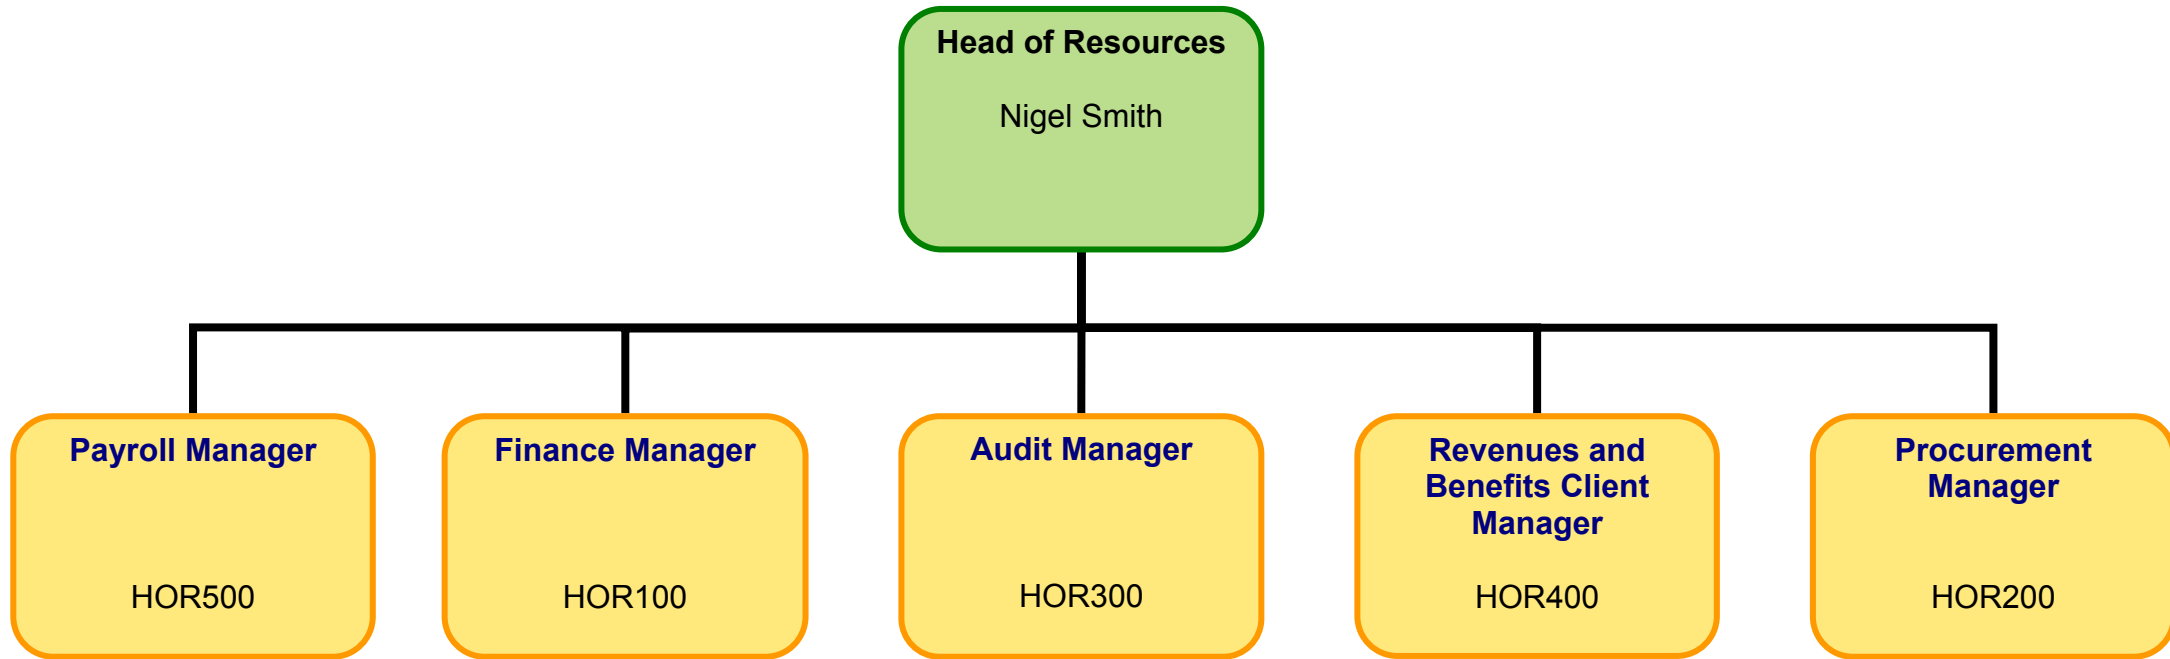 Head of Resources
Nigel Smith
Payroll Manager
HOR500
Finance Manager
HOR100
Audit Manager
HOR300
Revenues and
Benefits Client
Manager
HOR400
Procurement
Manager
HOR200